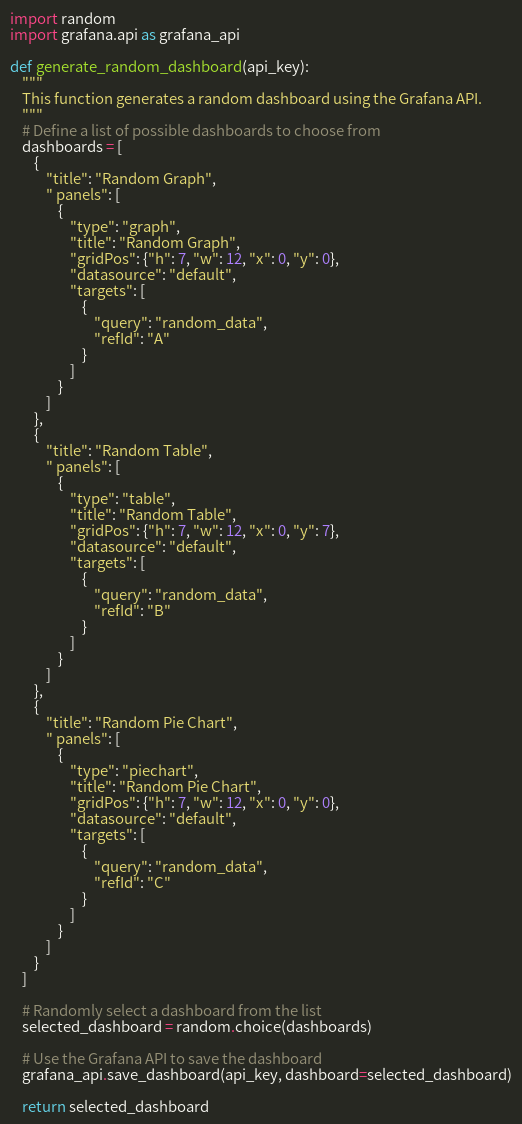 import random
import grafana.api as grafana_api

def generate_random_dashboard(api_key):
    """
    This function generates a random dashboard using the Grafana API.
    """
    # Define a list of possible dashboards to choose from
    dashboards = [
        {
            "title": "Random Graph",
            " panels": [
                {
                    "type": "graph",
                    "title": "Random Graph",
                    "gridPos": {"h": 7, "w": 12, "x": 0, "y": 0},
                    "datasource": "default",
                    "targets": [
                        {
                            "query": "random_data",
                            "refId": "A"
                        }
                    ]
                }
            ]
        },
        {
            "title": "Random Table",
            " panels": [
                {
                    "type": "table",
                    "title": "Random Table",
                    "gridPos": {"h": 7, "w": 12, "x": 0, "y": 7},
                    "datasource": "default",
                    "targets": [
                        {
                            "query": "random_data",
                            "refId": "B"
                        }
                    ]
                }
            ]
        },
        {
            "title": "Random Pie Chart",
            " panels": [
                {
                    "type": "piechart",
                    "title": "Random Pie Chart",
                    "gridPos": {"h": 7, "w": 12, "x": 0, "y": 0},
                    "datasource": "default",
                    "targets": [
                        {
                            "query": "random_data",
                            "refId": "C"
                        }
                    ]
                }
            ]
        }
    ]

    # Randomly select a dashboard from the list
    selected_dashboard = random.choice(dashboards)

    # Use the Grafana API to save the dashboard
    grafana_api.save_dashboard(api_key, dashboard=selected_dashboard)

    return selected_dashboard